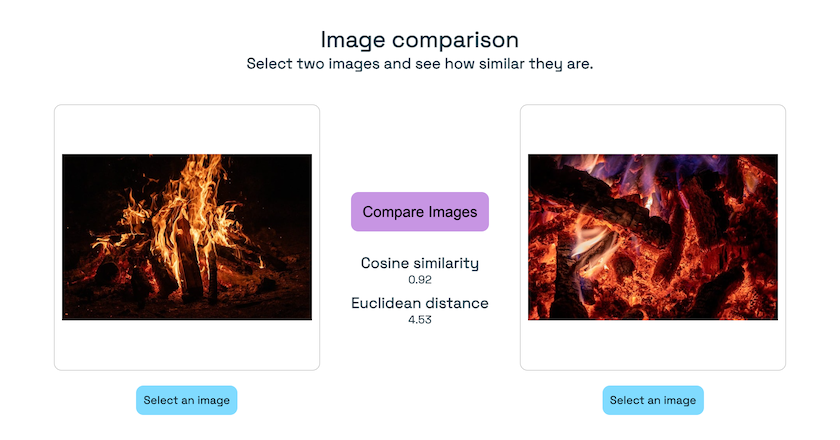 Image comparison
Select two images and see how similar they are.
Compare Images
Cosine similarity
0.92
Euclidean distance
4.53
Select an image
Select an image